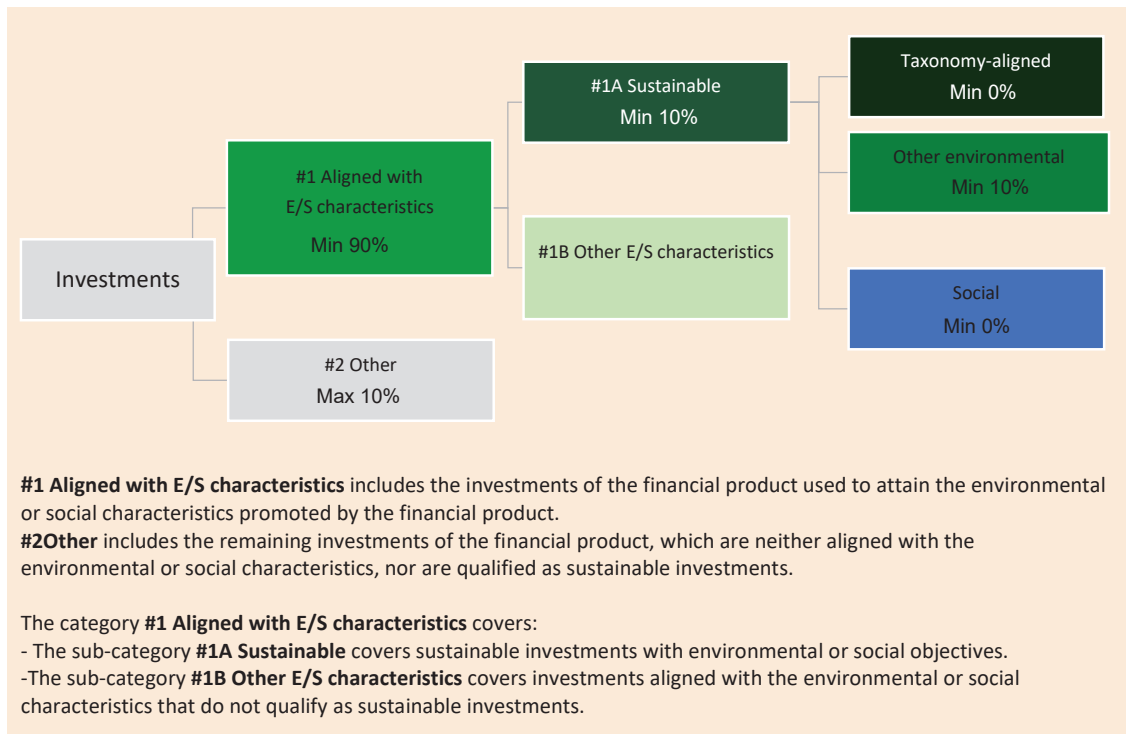 Investments
#1 Aligned with
E/S characteristics
Min 90%
#2 Other
Max 10%
#1A Sustainable
Min 10%
#1B Other E/S characteristics
Taxonomy-aligned
Min 0%
Other environmental
Min 10%
Social
Min 0%
#1 Aligned with E/S characteristics includes the investments of the financial product used to attain the environmental
or social characteristics promoted by the financial product.
#2Other includes the remaining investments of the financial product, which are neither aligned with the
environmental or social characteristics, nor are qualified as sustainable investments.
The category #1 Aligned with E/S characteristics covers:
- The sub-category #1A Sustainable covers sustainable investments with environmental or social objectives.
-The sub-category #1B Other E/S characteristics covers investments aligned with the environmental or social
characteristics that do not qualify as sustainable investments.